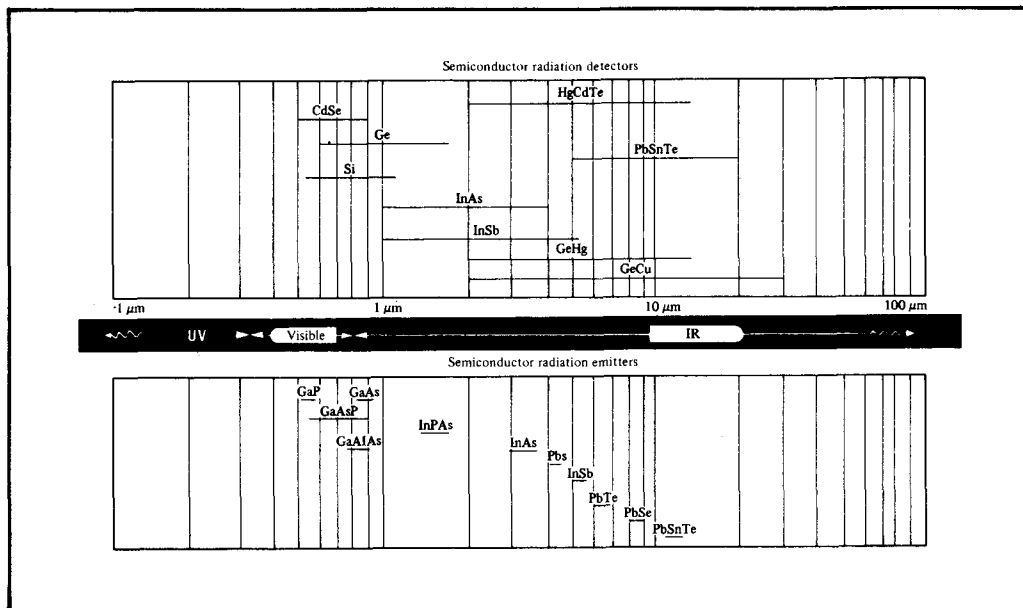 Semiconductor radiation detectors
HgCdTe
CdSe
Ge
PbSnTe
Si
InAs
InSb
GeHg
GeCu
·1 μm 1 μm 10 μm 100 μm
UV Visible IR
Semiconductor radiation emitters
GaP GaAs
GaAsP
InPAs
GaAlAs InAs
Pbs
InSb
PbTe
PbSe
PbSnTe